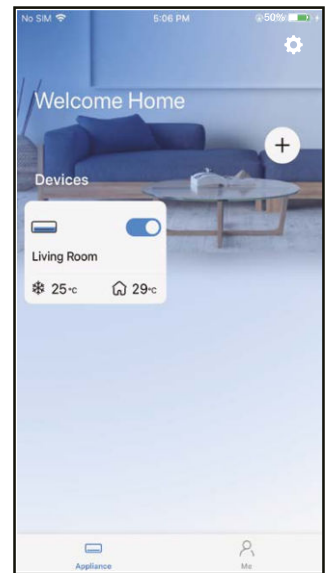 No SIM 5:06 PM @50%
Welcome Home
+
Devices
Living Room
25°c 29°c
Appliance Me